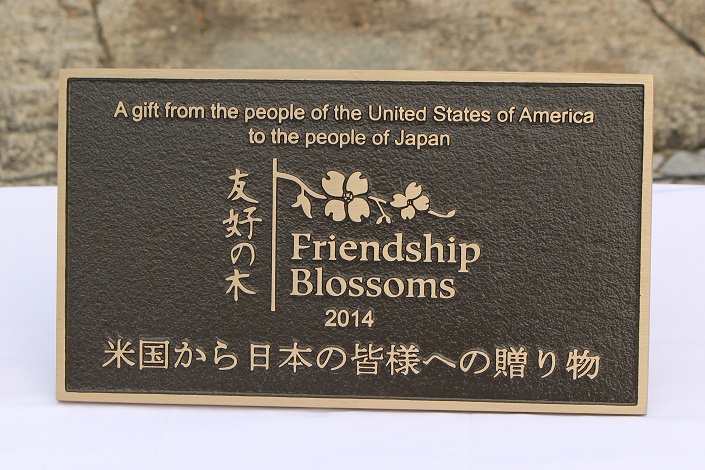 A gift from the people of the United States of America
to the people of Japan
友好の木
Friendship
Blossoms
2014
米国から日本の皆様への贈り物